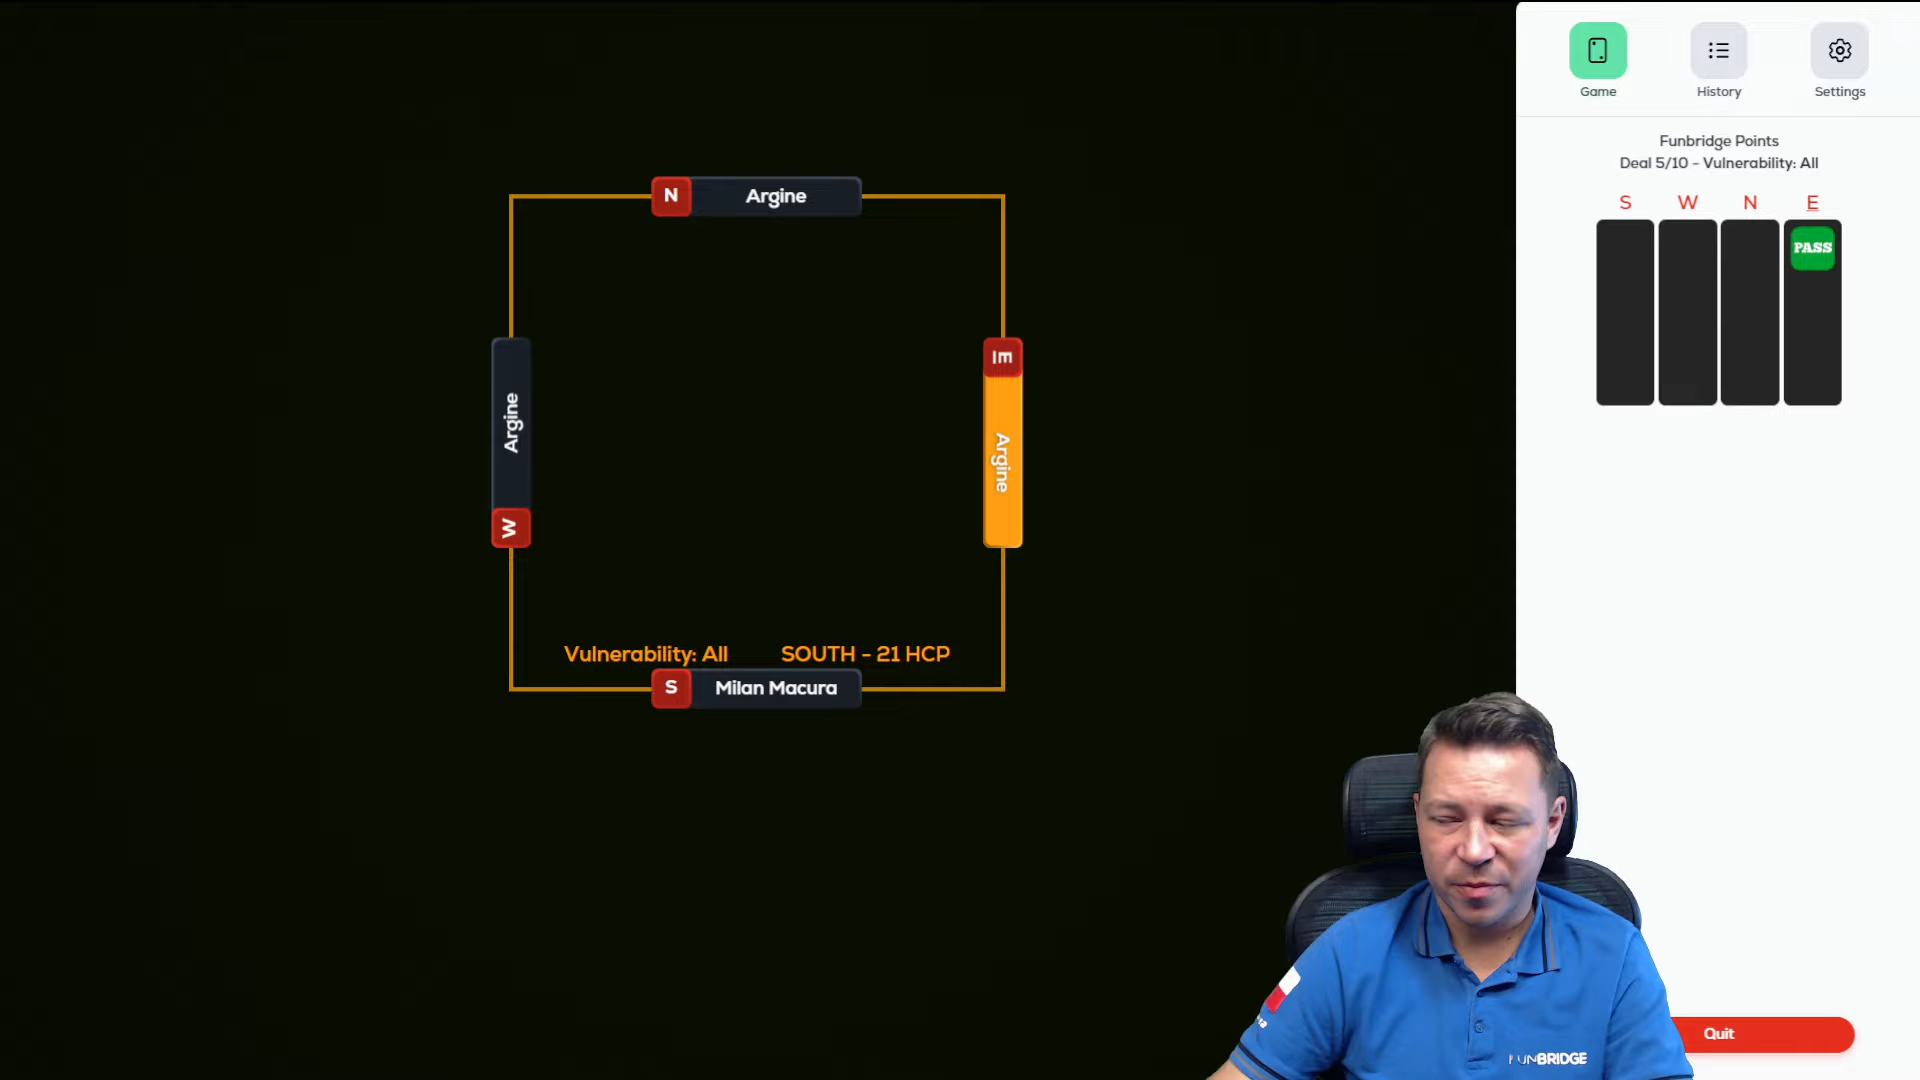 Game
History
Settings
Funbridge Points
Deal 5/10 - Vulnerability: All
S W N E
PASS
N Argine
Argine W
E Argine
Vulnerability: All SOUTH - 21 HCP
S Milan Macura
Quit
FUNBRIDGE